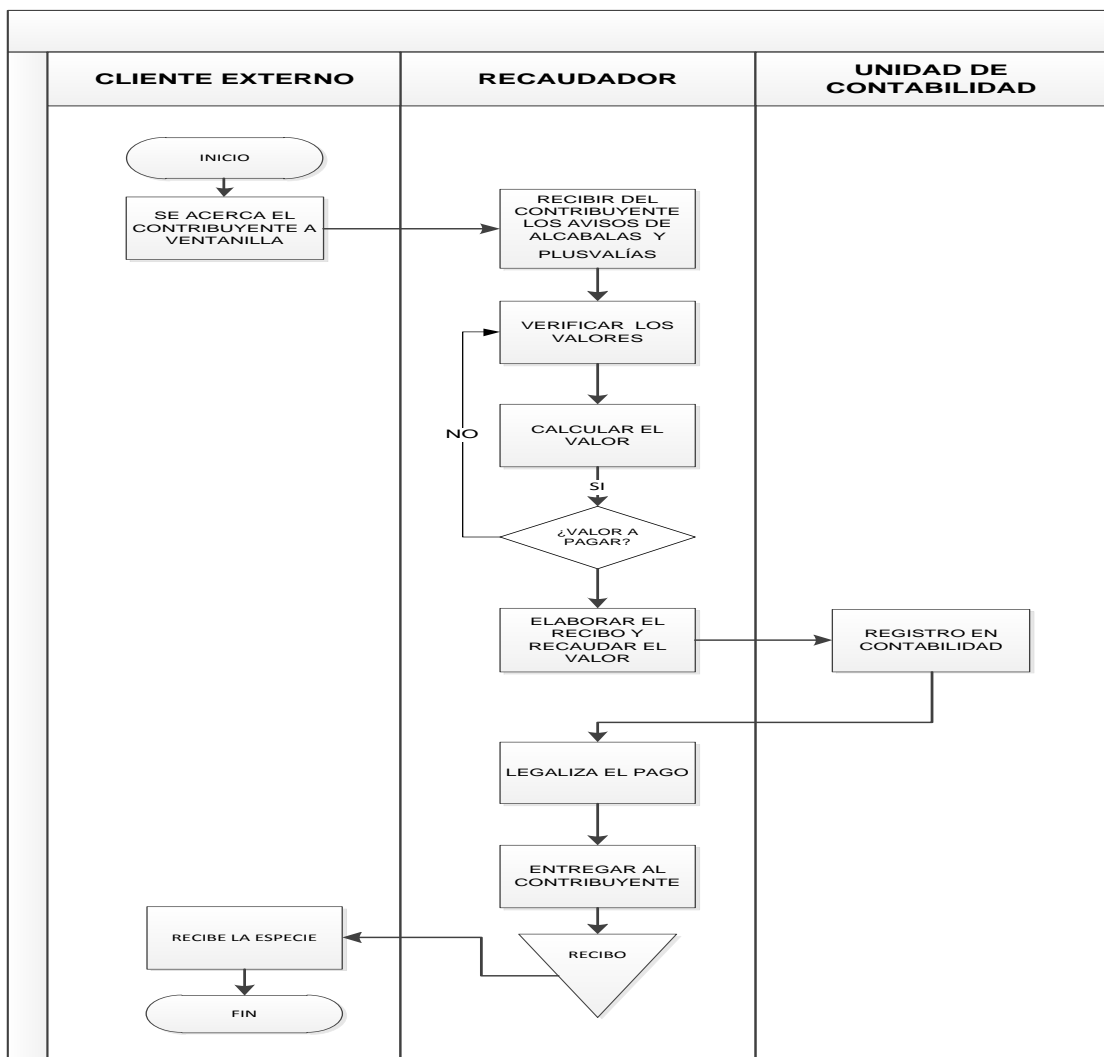 CLIENTE EXTERNO
RECAUDADOR
UNIDAD DE
CONTABILIDAD
INICIO
SE ACERCA EL
CONTRIBUYENTE A
VENTANILLA
RECIBIR DEL
CONTRIBUYENTE
LOS AVISOS DE
ALCABALAS Y
PLUSVALÍAS
VERIFICAR LOS
VALORES
CALCULAR EL
VALOR
NO
SI
¿VALOR A
PAGAR?
ELABORAR EL
RECIBO Y
RECAUDAR EL
VALOR
REGISTRO EN
CONTABILIDAD
LEGALIZA EL PAGO
ENTREGAR AL
CONTRIBUYENTE
RECIBO
RECIBE LA ESPECIE
FIN